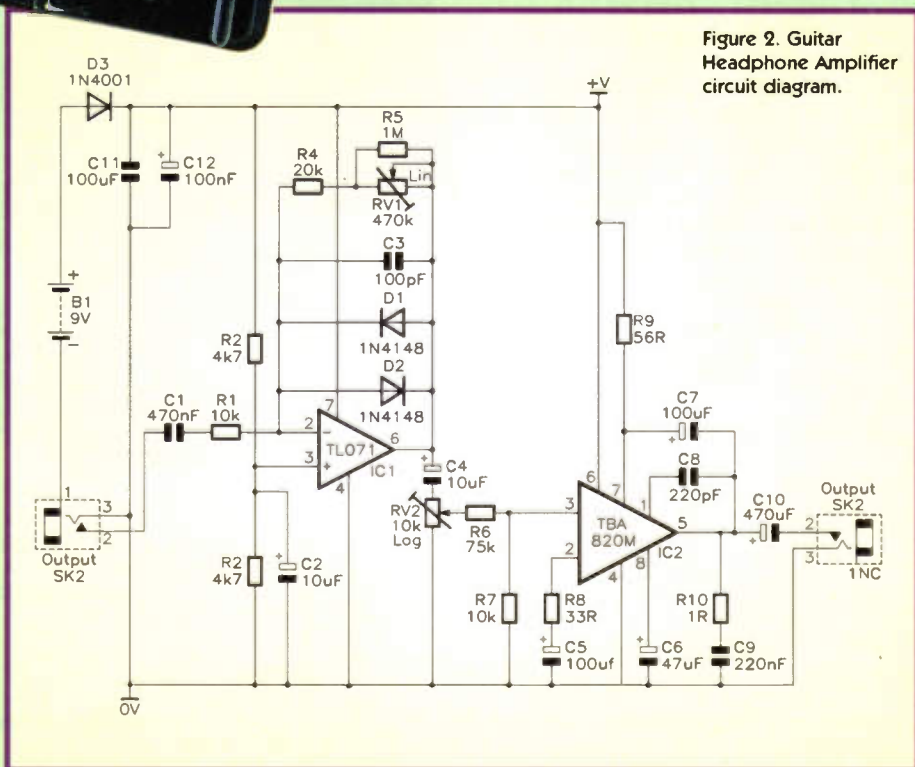 Figure 2. Guitar
Headphone Amplifier
circuit diagram.
D3
1N4001
+V
C11
100uF
+
C12
100nF
R5
1M
R4
20k
Lin
RV1
470k
C3
100pF
D1
1N4148
D2
1N4148
+
B1
9V
−
R2
4k7
R9
56R
C1
470nF
R1
10k
7
2
−
TL071
6
3
+
IC1
4
+
C4
10uF
RV2
10k
Log
R6
75k
C7
100uF
+
C8
220pF
6
7
1
3
TBA
820M
5
2
IC2
4
8
C10
470uF
+
Output
SK2
2
3
1NC
1
3
2
Output
SK2
R2
4k7
+
C2
10uF
R7
10k
R8
33R
+
C5
100uf
+
C6
47uF
R10
1R
C9
220nF
0V